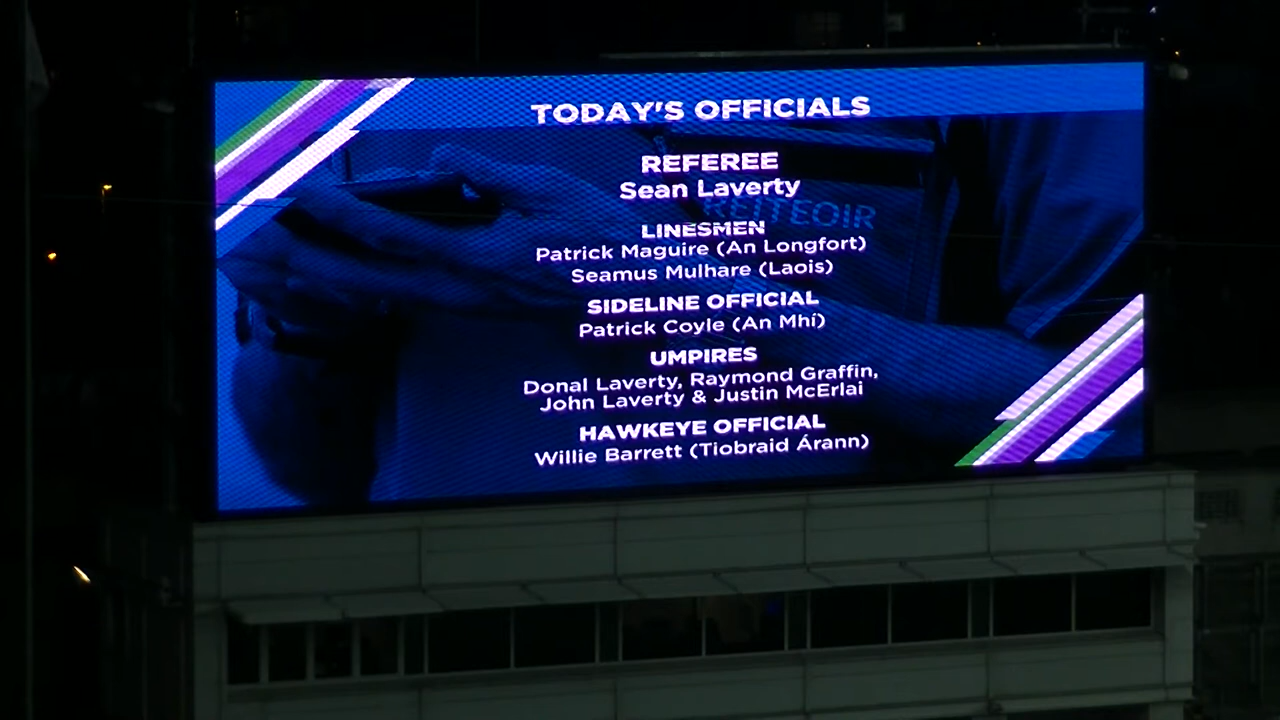 TODAY'S OFFICIALS
REFEREE
Sean Laverty
REITEOIR
LINESMEN
Patrick Maguire (An Longfort)
Seamus Mulhare (Laois)
SIDELINE OFFICIAL
Patrick Coyle (An Mhí)
UMPIRES
Donal Laverty, Raymond Graffin,
John Laverty & Justin McErlai
HAWKEYE OFFICIAL
Willie Barrett (Tiobraid Árann)